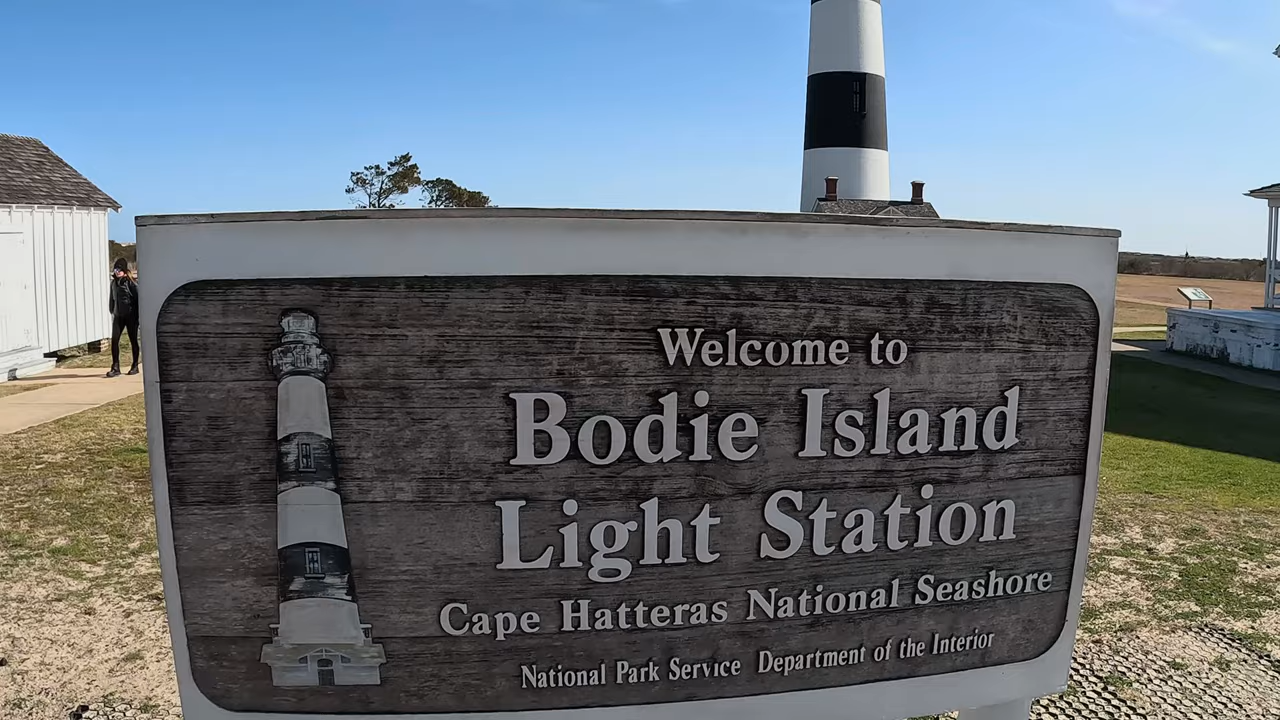 Welcome to
Bodie Island
Light Station
Cape Hatteras National Seashore
National Park Service Department of the Interior